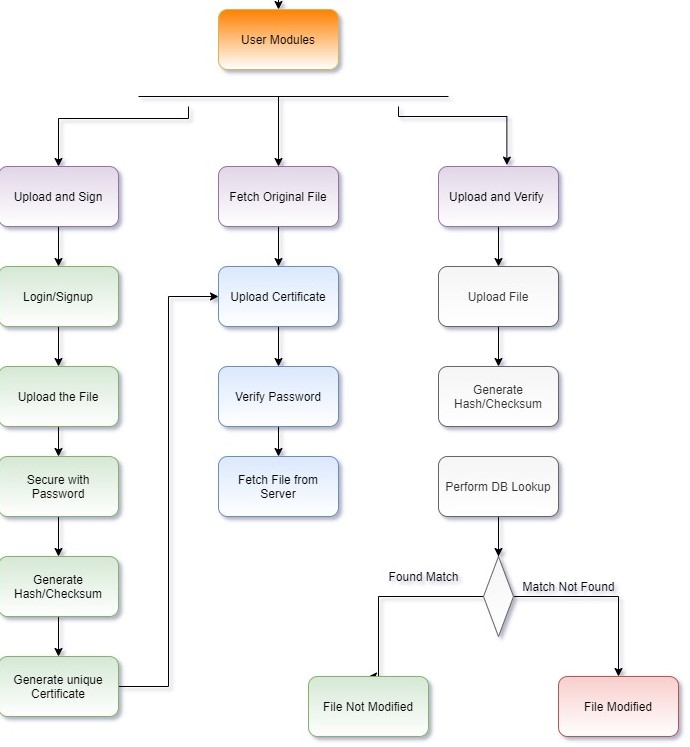 User Modules
Upload and Sign
Fetch Original File
Upload and Verify
Login/Signup
Upload Certificate
Upload File
Upload the File
Verify Password
Generate
Hash/Checksum
Secure with
Password
Fetch File from
Server
Perform DB Lookup
Generate
Hash/Checksum
Found Match
Match Not Found
Generate unique
Certificate
File Not Modified
File Modified